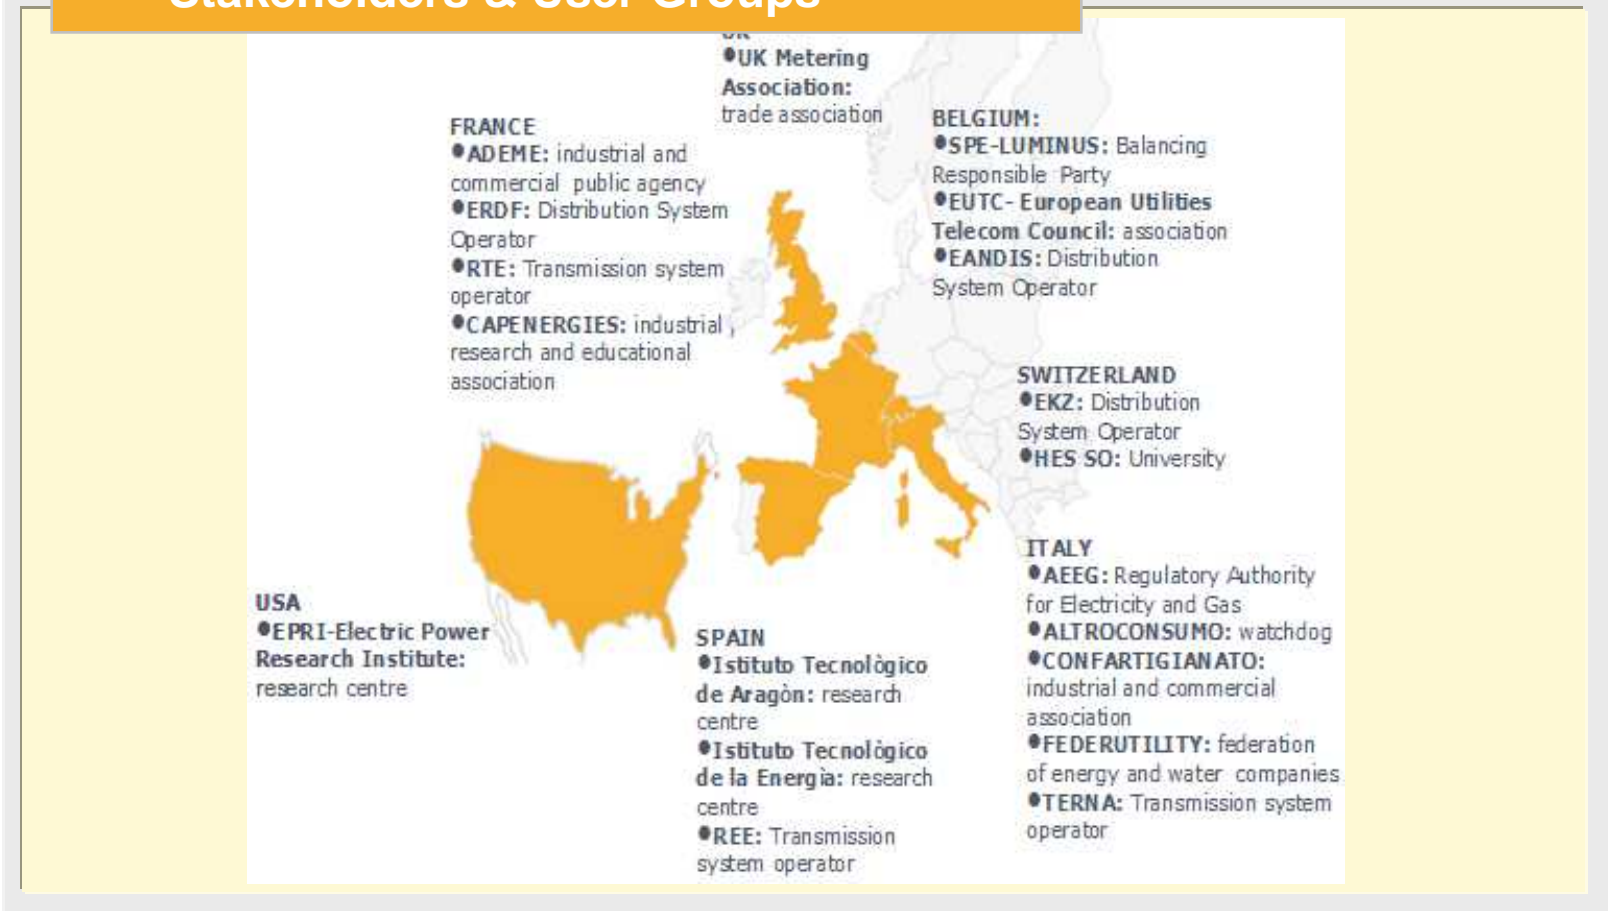 Stakeholders & User Groups
UK
●UK Metering
Association:
trade association
FRANCE
●ADEME: industrial and
commercial public agency
●ERDF: Distribution System
Operator
●RTE: Transmission system
operator
●CAPENERGIES: industrial ,
research and educational
association
BELGIUM:
●SPE-LUMINUS: Balancing
Responsible Party
●EUTC- European Utilities
Telecom Council: association
●EANDIS: Distribution
System Operator
SWITZERLAND
●EKZ: Distribution
System Operator
●HES SO: University
USA
●EPRI-Electric Power
Research Institute:
research centre
SPAIN
●Istituto Tecnològico
de Aragòn: research
centre
●Istituto Tecnològico
de la Energìa: research
centre
●REE: Transmission
system operator
ITALY
●AEEG: Regulatory Authority
for Electricity and Gas
●ALTROCONSUMO: watchdog
●CONFARTIGIANATO:
industrial and commercial
association
●FEDERUTILITY: federation
of energy and water companies
●TERNA: Transmission system
operator